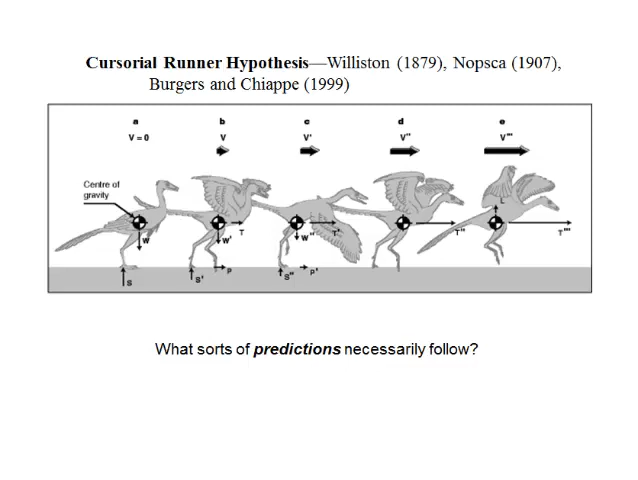 Cursorial Runner Hypothesis—Williston (1879), Nopsca (1907),
Burgers and Chiappe (1999)
a b c d e
V = 0 V V' V'' V'''
Centre of
gravity
W W' T W'' T' T'' L T'''
S S' P S'' P'
What sorts of predictions necessarily follow?